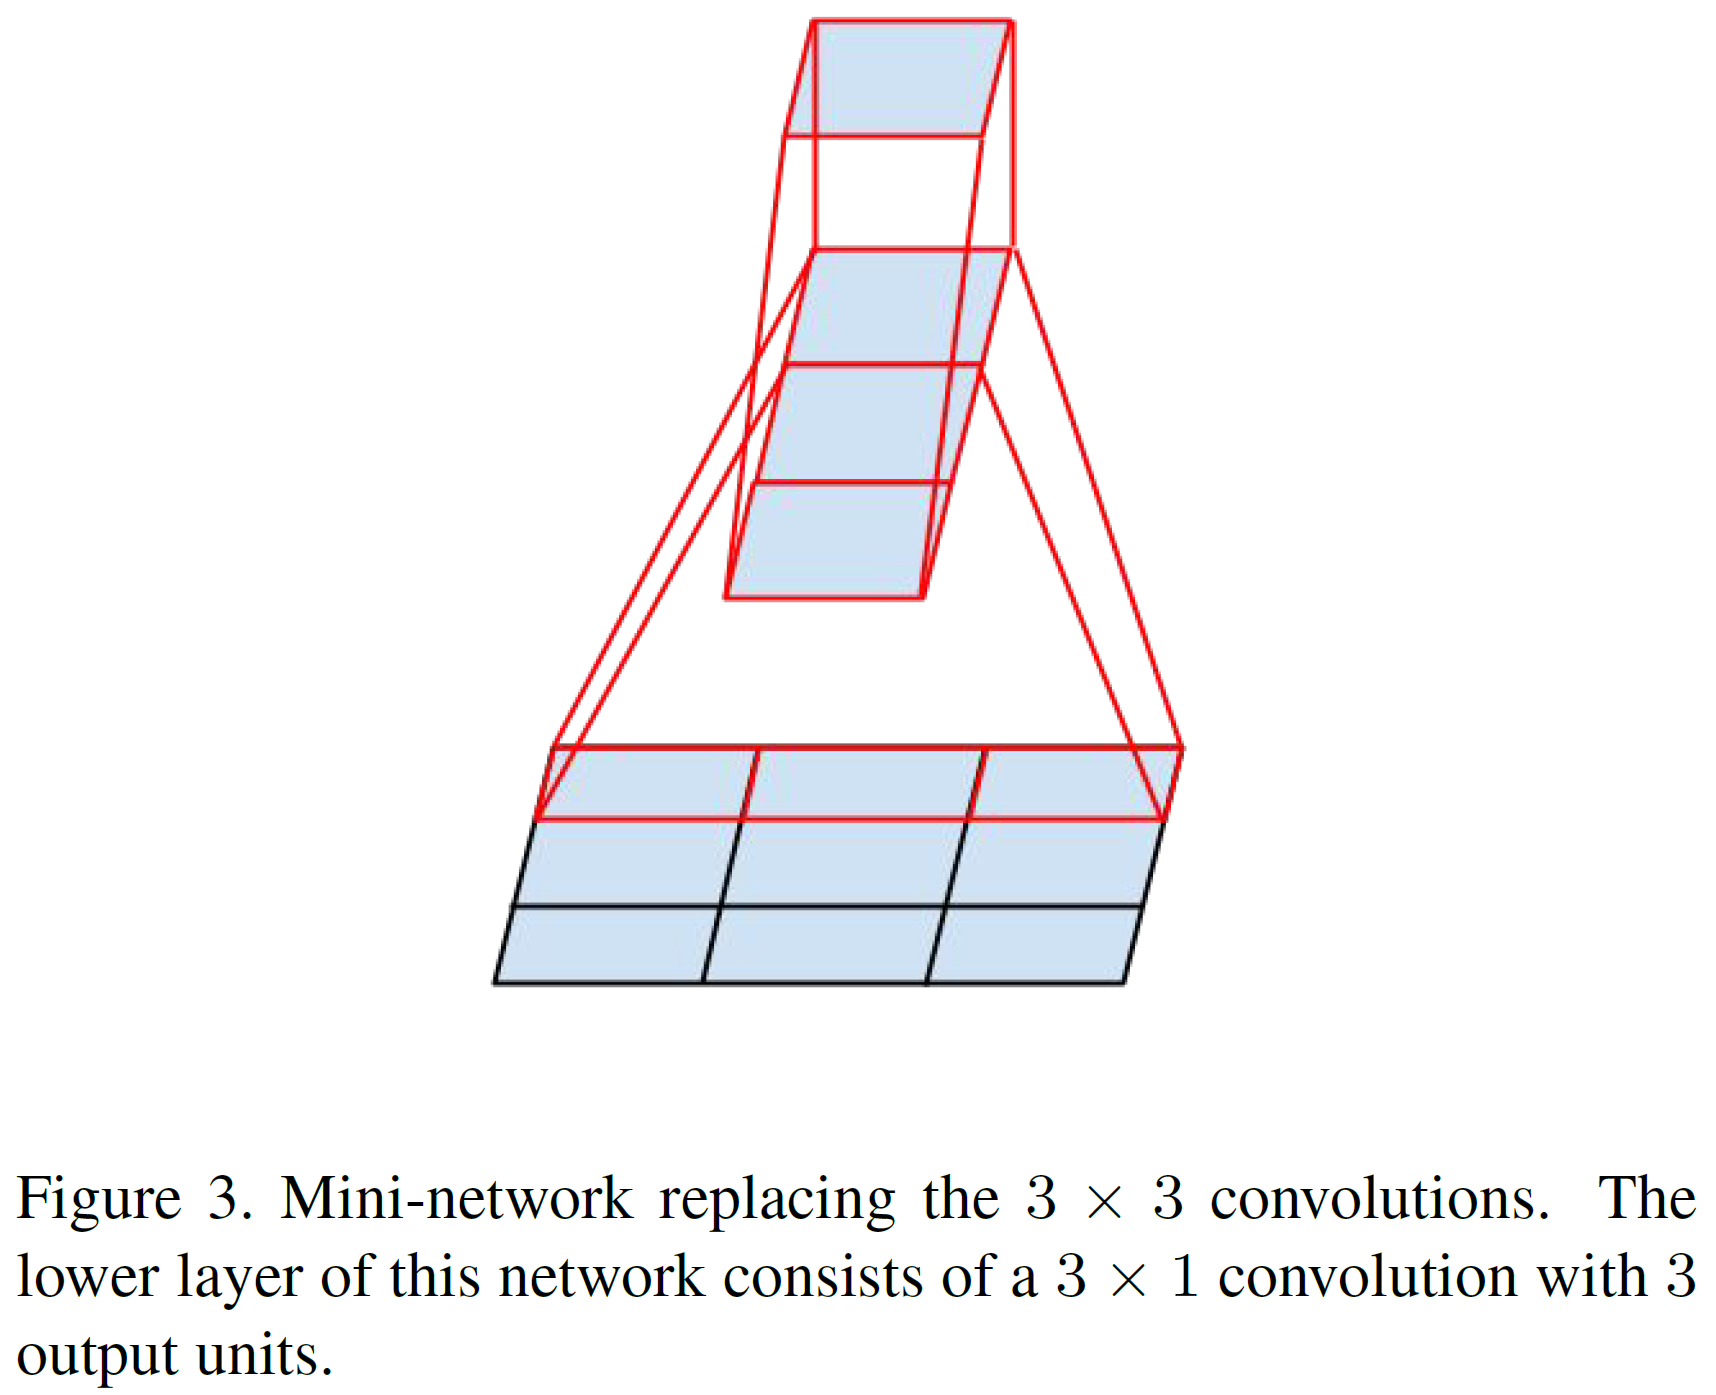 Figure 3. Mini-network replacing the 3 × 3 convolutions. The
lower layer of this network consists of a 3 × 1 convolution with 3
output units.